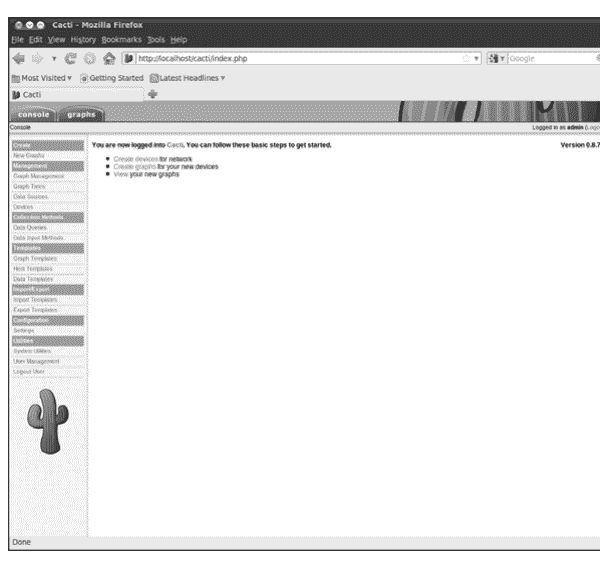 Cacti - Mozilla Firefox
File Edit View History Bookmarks Tools Help
http://localhost/cacti/index.php
Google
Most Visited Getting Started Latest Headlines
Cacti
console graphs
Console
Logged in as admin (Logo
Create
New Graphs
Management
Graph Management
Graph Trees
Data Sources
Devices
Collection Methods
Data Queries
Data Input Methods
Templates
Graph Templates
Host Templates
Data Templates
Import/Export
Import Templates
Export Templates
Configuration
Settings
Utilities
System Utilities
User Management
Logout User
You are now logged into Cacti. You can follow these basic steps to get started.
Version 0.8.7
Create devices for network
Create graphs for your new devices
View your new graphs
Done